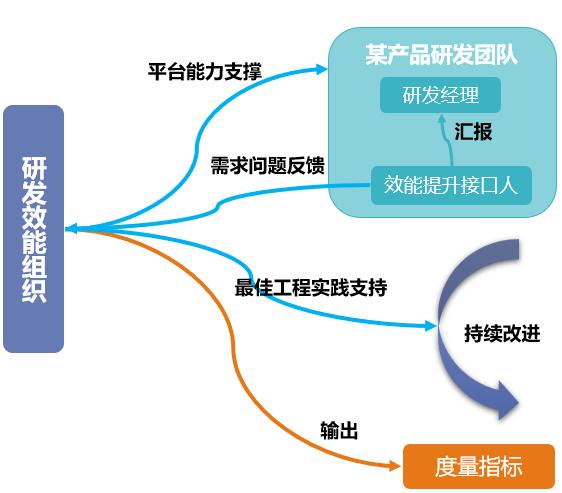 某产品研发团队
平台能力支撑
研发经理
汇报
需求问题反馈
效能提升接口人
研发效能组织
最佳工程实践支持
持续改进
输出
度量指标